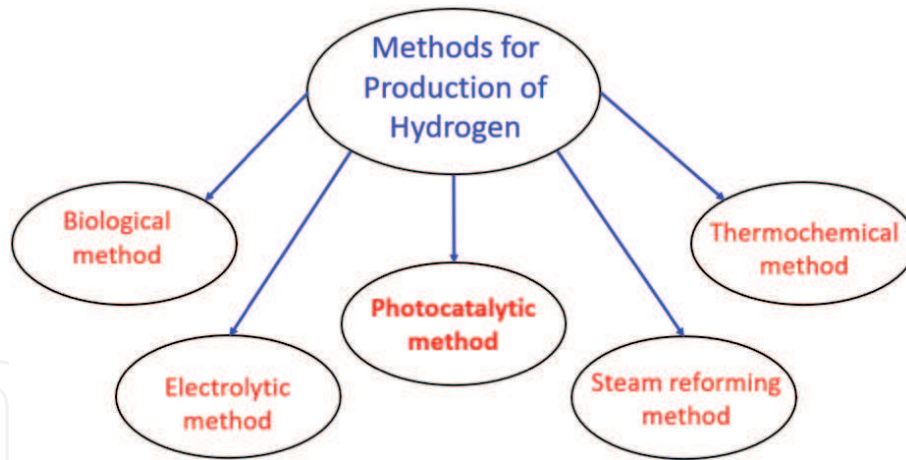 Methods for
Production of
Hydrogen
Biological
method
Electrolytic
method
Photocatalytic
method
Steam reforming
method
Thermochemical
method